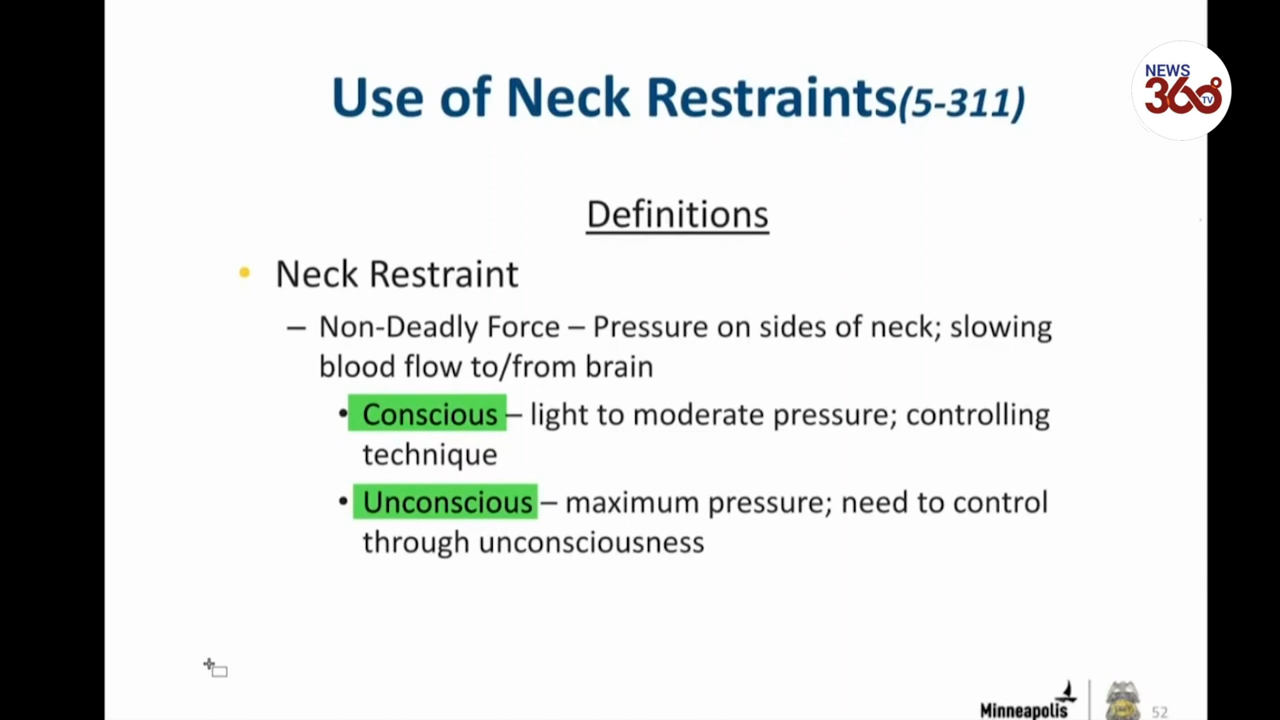 NEWS
360
TV
Use of Neck Restraints(5-311)
Definitions
• Neck Restraint
– Non-Deadly Force – Pressure on sides of neck; slowing
blood flow to/from brain
• Conscious – light to moderate pressure; controlling
technique
• Unconscious – maximum pressure; need to control
through unconsciousness
Minneapolis
52